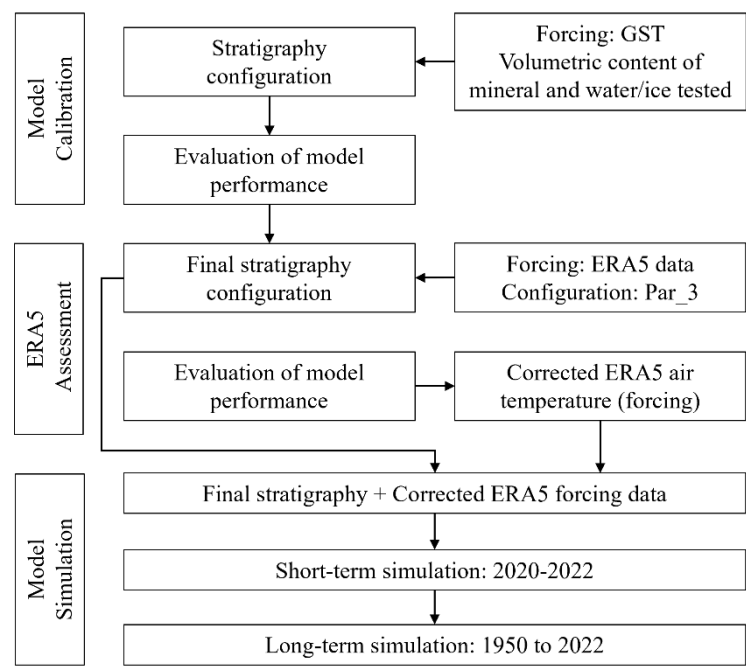 Model
Calibration
Stratigraphy
configuration
Forcing: GST
Volumetric content of
mineral and water/ice tested
Evaluation of model
performance
ERA5
Assessment
Final stratigraphy
configuration
Forcing: ERA5 data
Configuration: Par_3
Evaluation of model
performance
Corrected ERA5 air
temperature (forcing)
Model
Simulation
Final stratigraphy + Corrected ERA5 forcing data
Short-term simulation: 2020-2022
Long-term simulation: 1950 to 2022